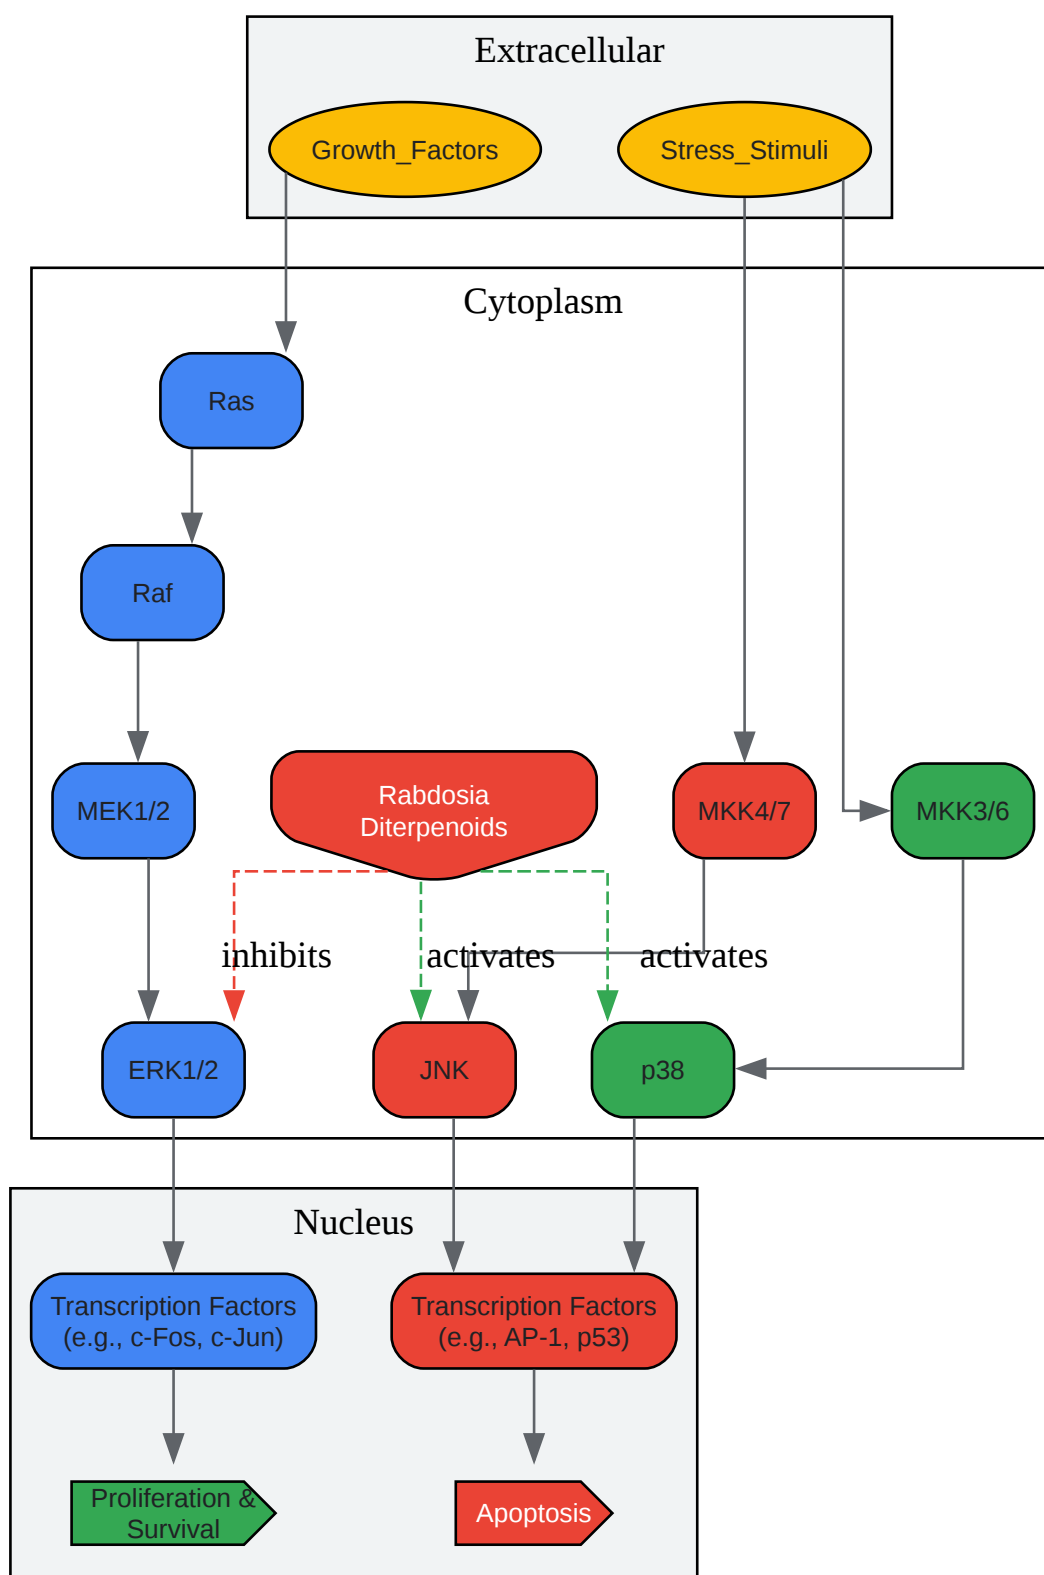 Extracellular
Growth_Factors
Stress_Stimuli
Cytoplasm
Ras
Raf
MEK1/2
Rabdosia
Diterpenoids
MKK4/7
MKK3/6
inhibits
activates
activates
ERK1/2
JNK
p38
Nucleus
Transcription Factors
(e.g., c-Fos, c-Jun)
Transcription Factors
(e.g., AP-1, p53)
Proliferation &
Survival
Apoptosis